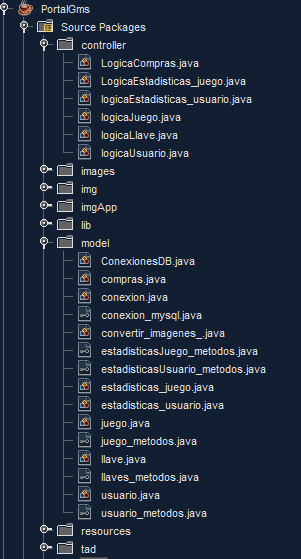 PortalGms
Source Packages
controller
LogicaCompras.java
LogicaEstadisticas_juego.java
logicaEstadisticas_usuario.java
logicaJuego.java
logicaLlave.java
logicaUsuario.java
images
img
imgApp
lib
model
ConexionesDB.java
compras.java
conexion.java
conexion_mysql.java
convertir_imagenes_.java
estadisticasJuego_metodos.java
estadisticasUsuario_metodos.java
estadisticas_juego.java
estadisticas_usuario.java
juego.java
juego_metodos.java
llave.java
llaves_metodos.java
usuario.java
usuario_metodos.java
resources
tad